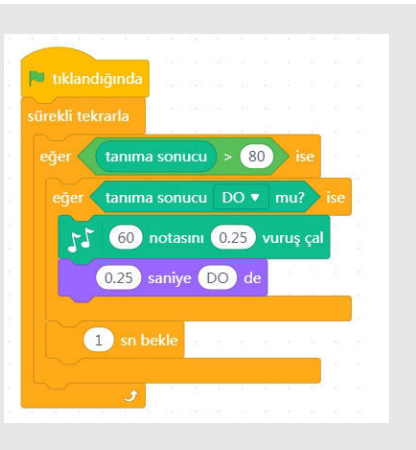 tıklandığında
sürekli tekrarla
eğer tanıma sonucu > 80 ise
eğer tanıma sonucu DO ▾ mu? ise
60 notasını 0.25 vuruş çal
0.25 saniye DO de
1 sn bekle